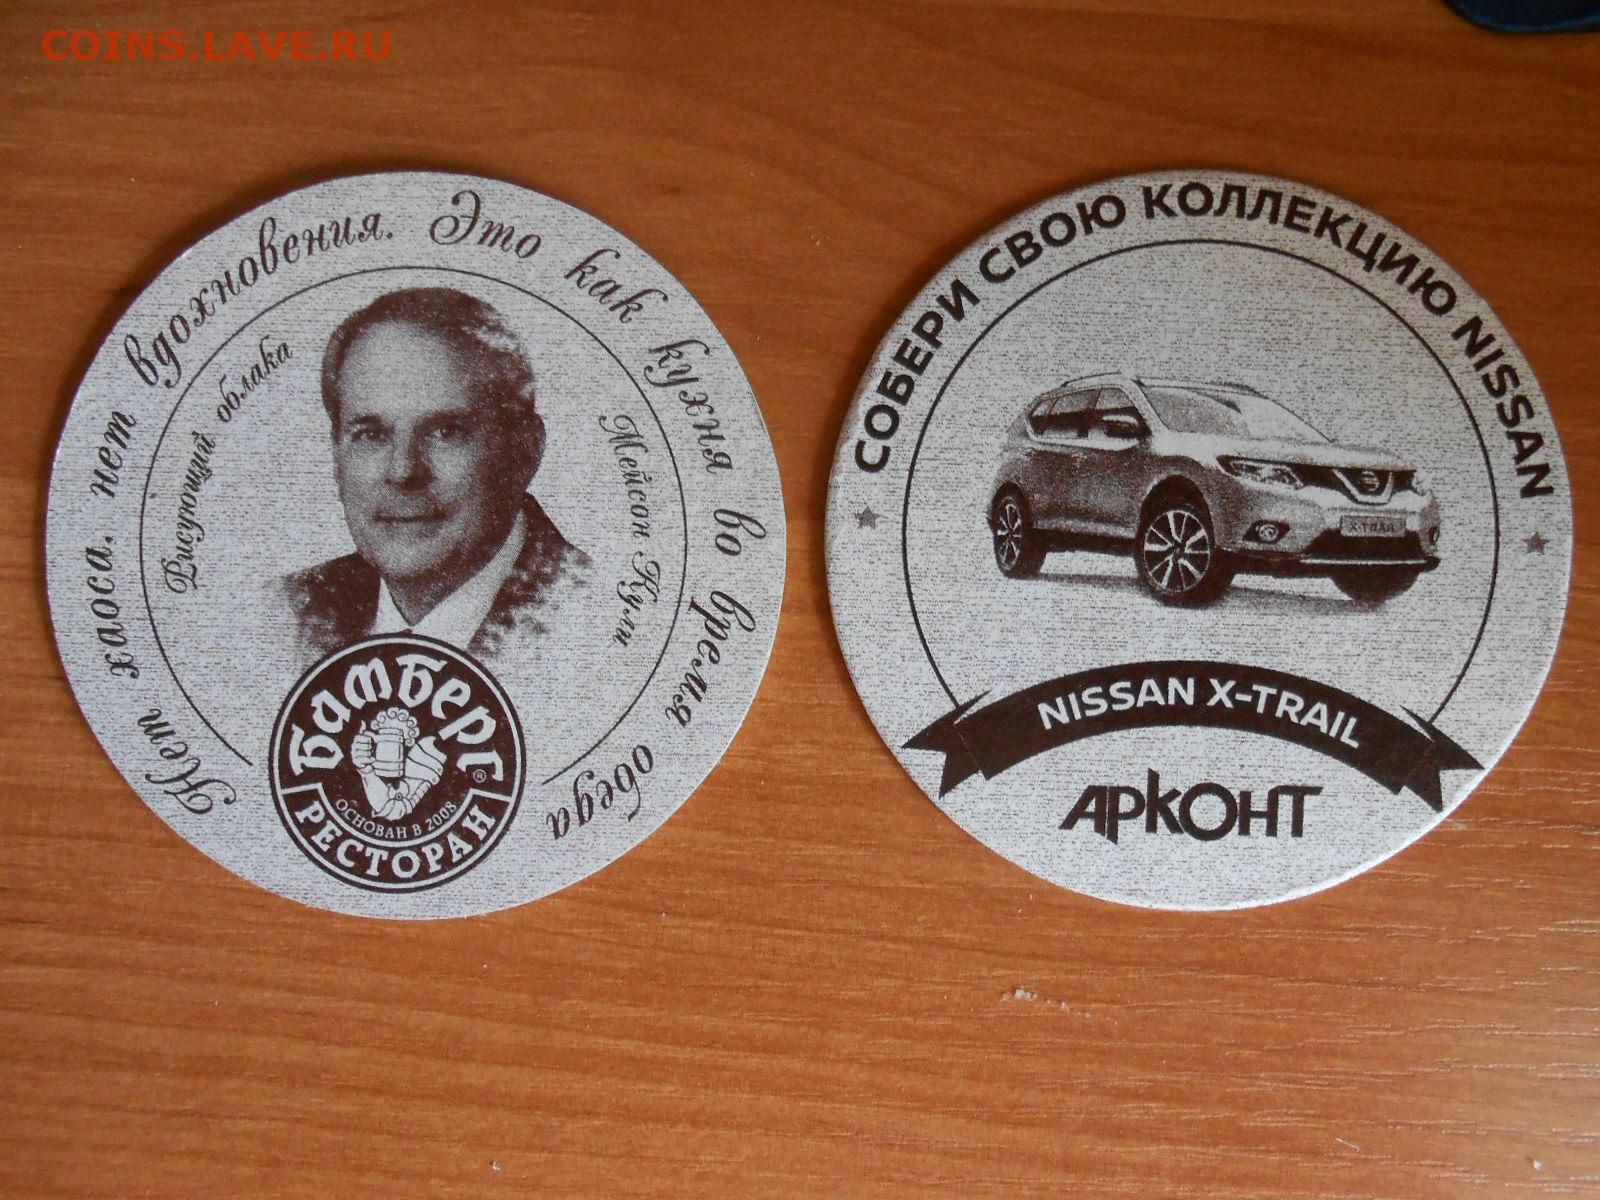 COINS.LAVE.RU
Нет хаоса, нет вдохновения. Это как кухня во время обеда
Рисующий облака
Мейсон Кули
БАМБЕРГ
®
ОСНОВАН В 2008
РЕСТОРАН
СОБЕРИ СВОЮ КОЛЛЕКЦИЮ NISSAN
X-TRAIL
NISSAN X-TRAIL
АРКОНТ